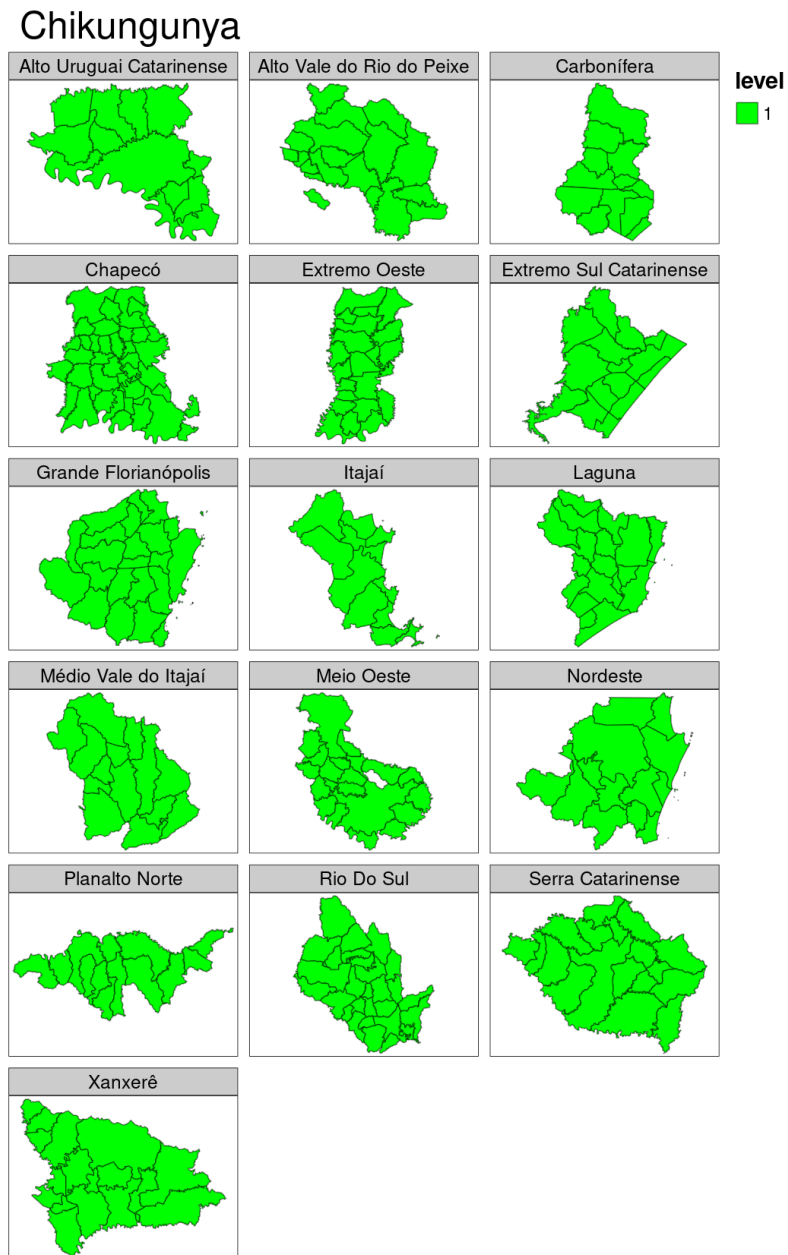 Chikungunya
Alto Uruguai Catarinense
Alto Vale do Rio do Peixe
Carbonífera
level
1
Chapecó
Extremo Oeste
Extremo Sul Catarinense
Grande Florianópolis
Itajaí
Laguna
Médio Vale do Itajaí
Meio Oeste
Nordeste
Planalto Norte
Rio Do Sul
Serra Catarinense
Xanxerê